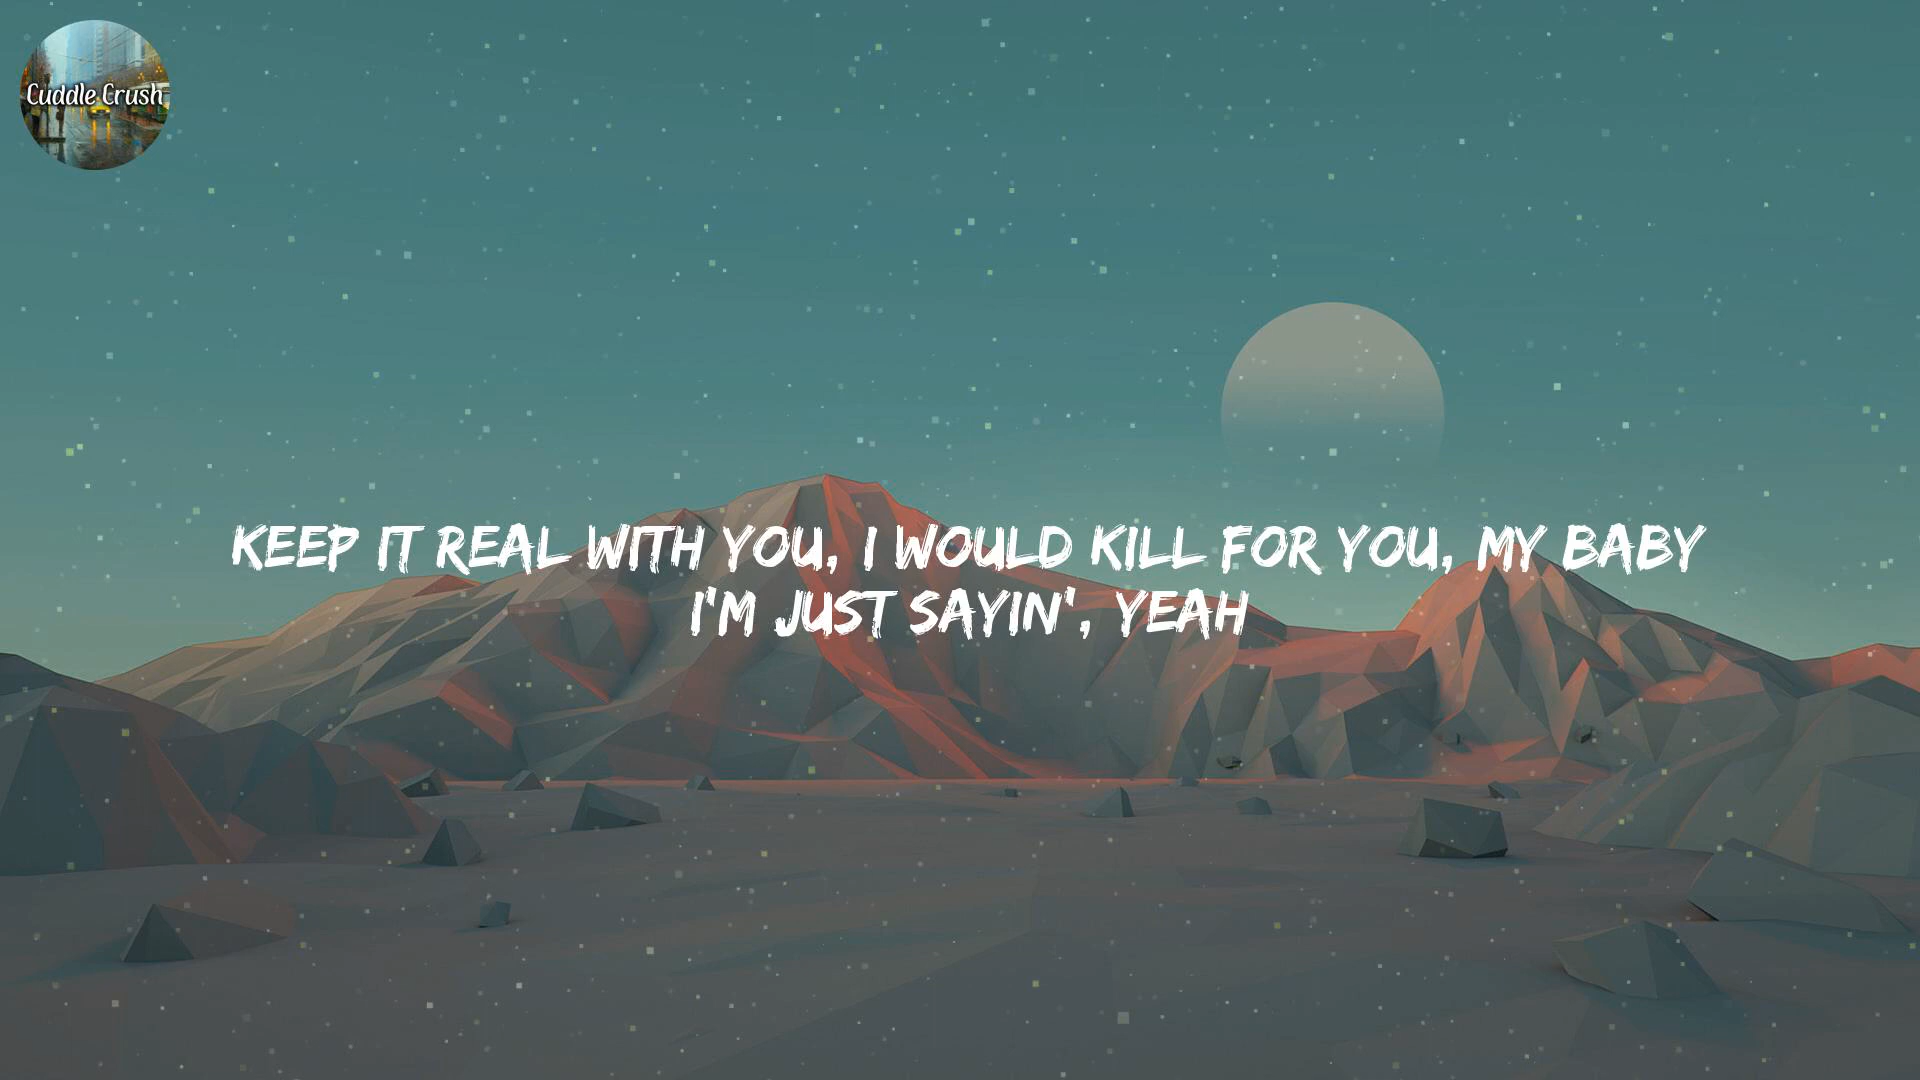 Cuddle Crush
KEEP IT REAL WITH YOU, I WOULD KILL FOR YOU, MY BABY
I'M JUST SAYIN', YEAH